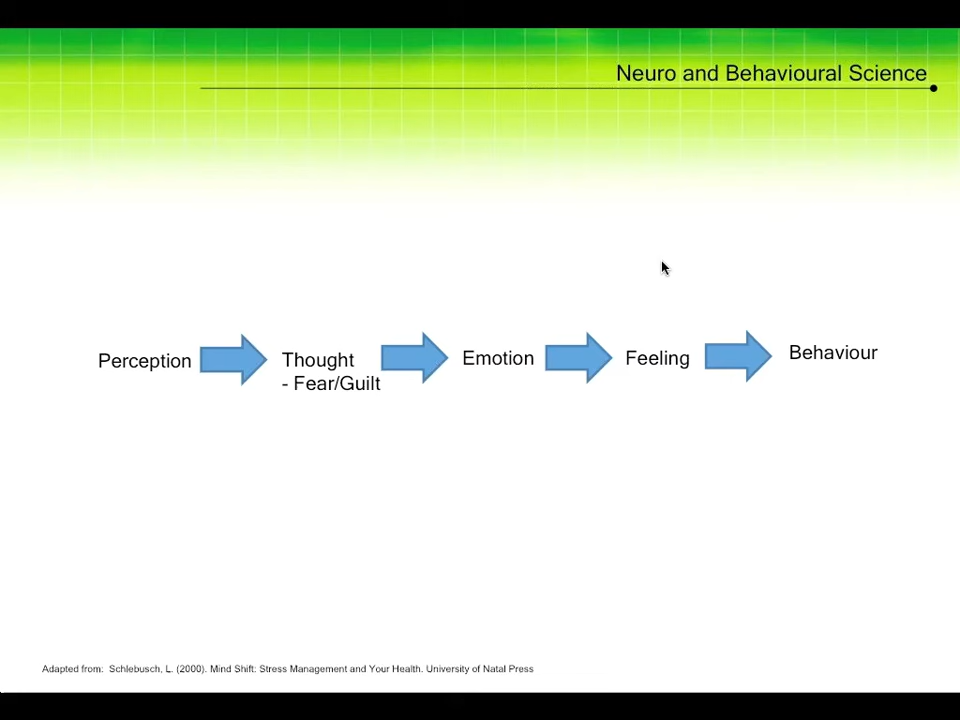 Neuro and Behavioural Science
Perception
Thought
- Fear/Guilt
Emotion
Feeling
Behaviour
Adapted from: Schlebusch, L. (2000). Mind Shift: Stress Management and Your Health. University of Natal Press